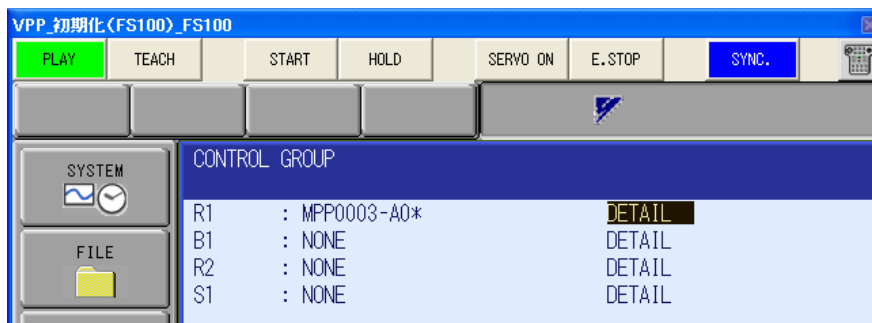 VPP_初期化(FS100)_FS100
PLAY TEACH START HOLD SERVO ON E.STOP SYNC.
SYSTEM
FILE
CONTROL GROUP
R1 : MPP0003-A0* DETAIL
B1 : NONE DETAIL
R2 : NONE DETAIL
S1 : NONE DETAIL